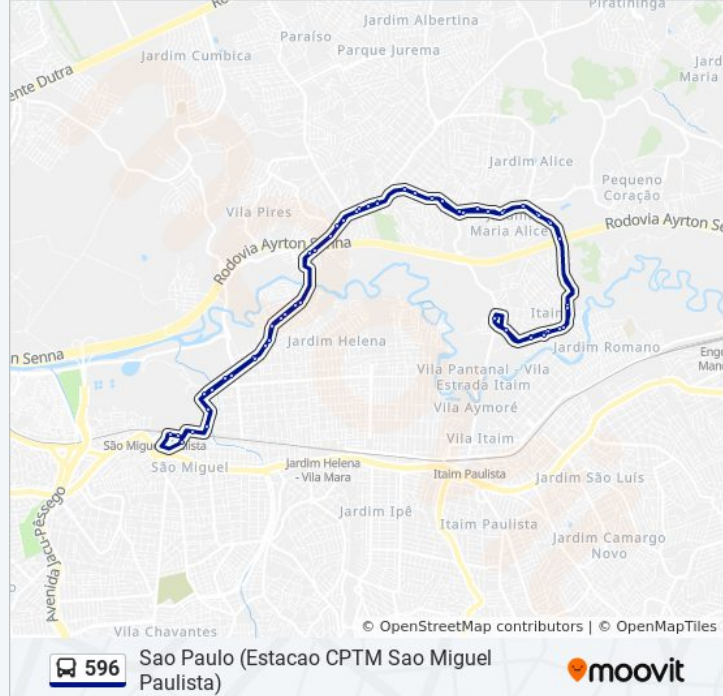 Piratininga
Jardim Albertina
Paraíso
Parque Jurema
Jardim Cumbica
Jard
Maria
ente Dutra
Jardim Alice
Pequeno
Coração
Vila Pires
Maria Alice
Rodovia Ayrton Se
Rodovia Ayrton Senna
Itaim
Jardim Helena
Jardim Romano
n Senna
Eng
Man
Vila Pantanal - Vila
Estrada Itaim
Vila Aymoré
Vila Itaim
São Miguel Paulista
São Miguel
Jardim Helena
- Vila Mara
Itaim Paulista
Jardim São Luís
Avenida Jacu-Pêssego
Jardim Ipê
Itaim Paulista
Jardim Camargo
Novo
Vila Chavantes
© OpenStreetMap contributors | © OpenMapTiles
596
Sao Paulo (Estacao CPTM Sao Miguel
Paulista)
moovit